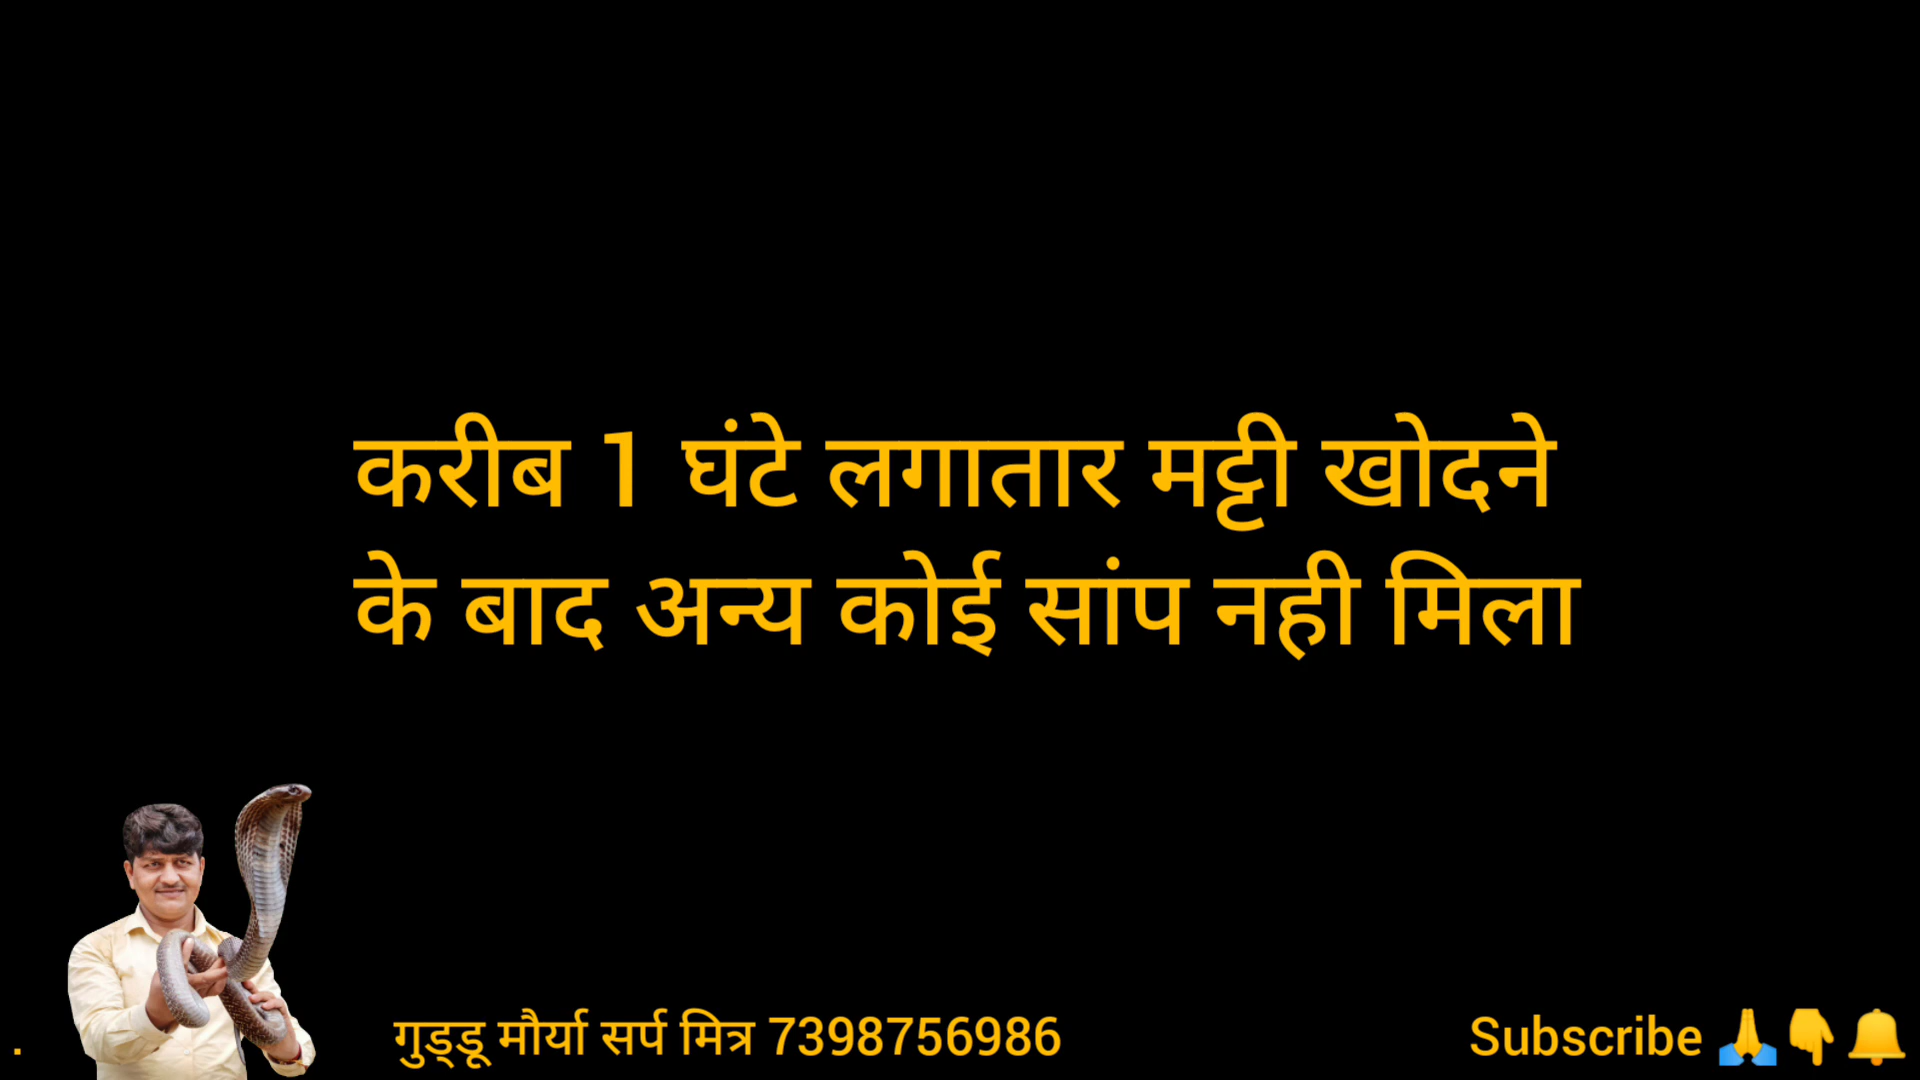 करीब 1 घंटे लगातार मट्टी खोदने
के बाद अन्य कोई सांप नही मिला
गुड्डू मौर्या सर्प मित्र 7398756986
Subscribe 🙏👇🔔